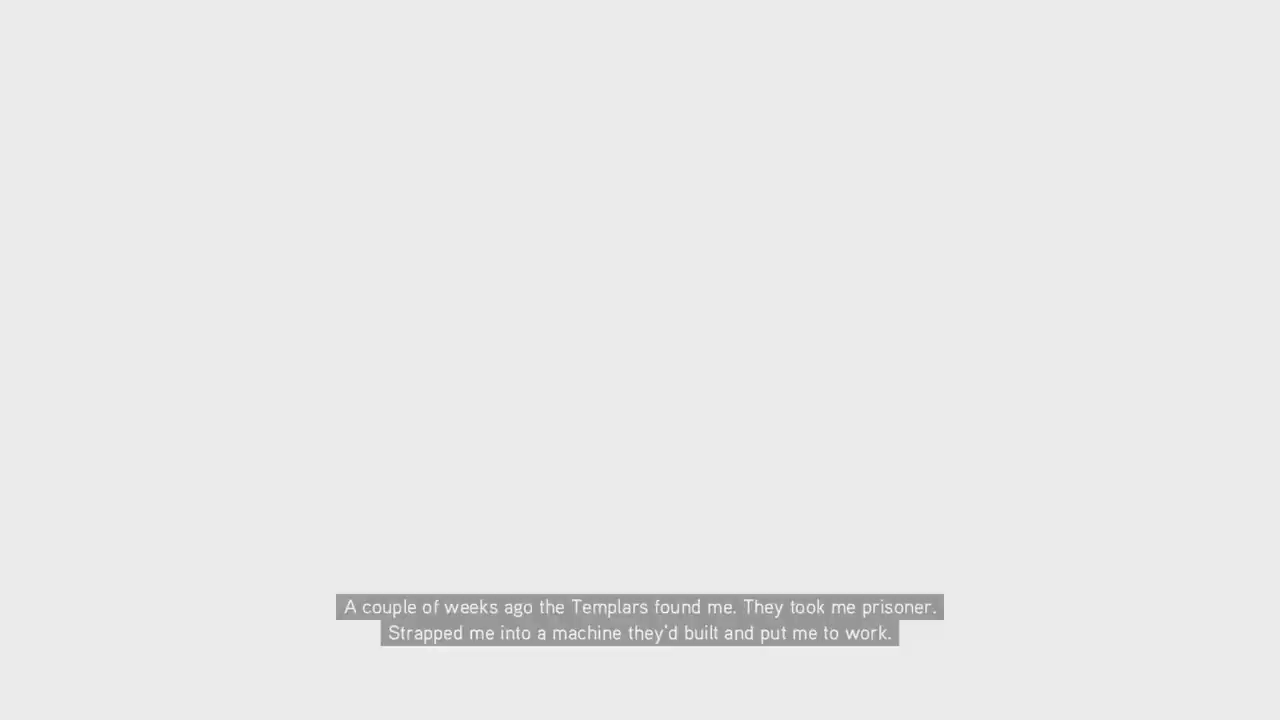 A couple of weeks ago the Templars found me. They took me prisoner.
Strapped me into a machine they'd built and put me to work.